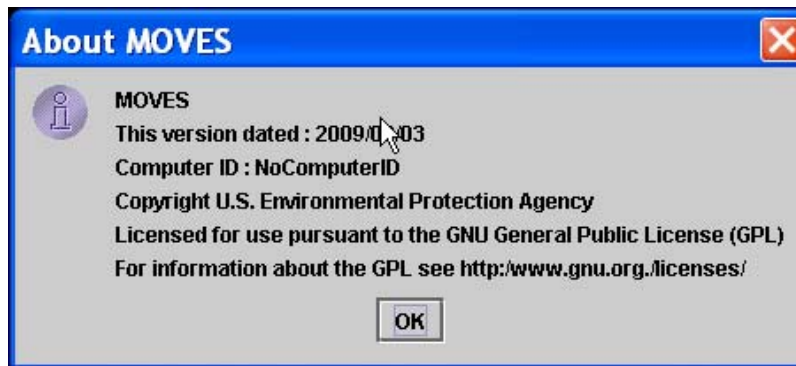 About MOVES
MOVES
This version dated : /03
Computer ID : NoComputerID
Copyright U.S. Environmental Protection Agency
Licensed for use pursuant to the GNU General Public License (GPL)
For information about the GPL see http:/www.gnu.org./licenses/
OK